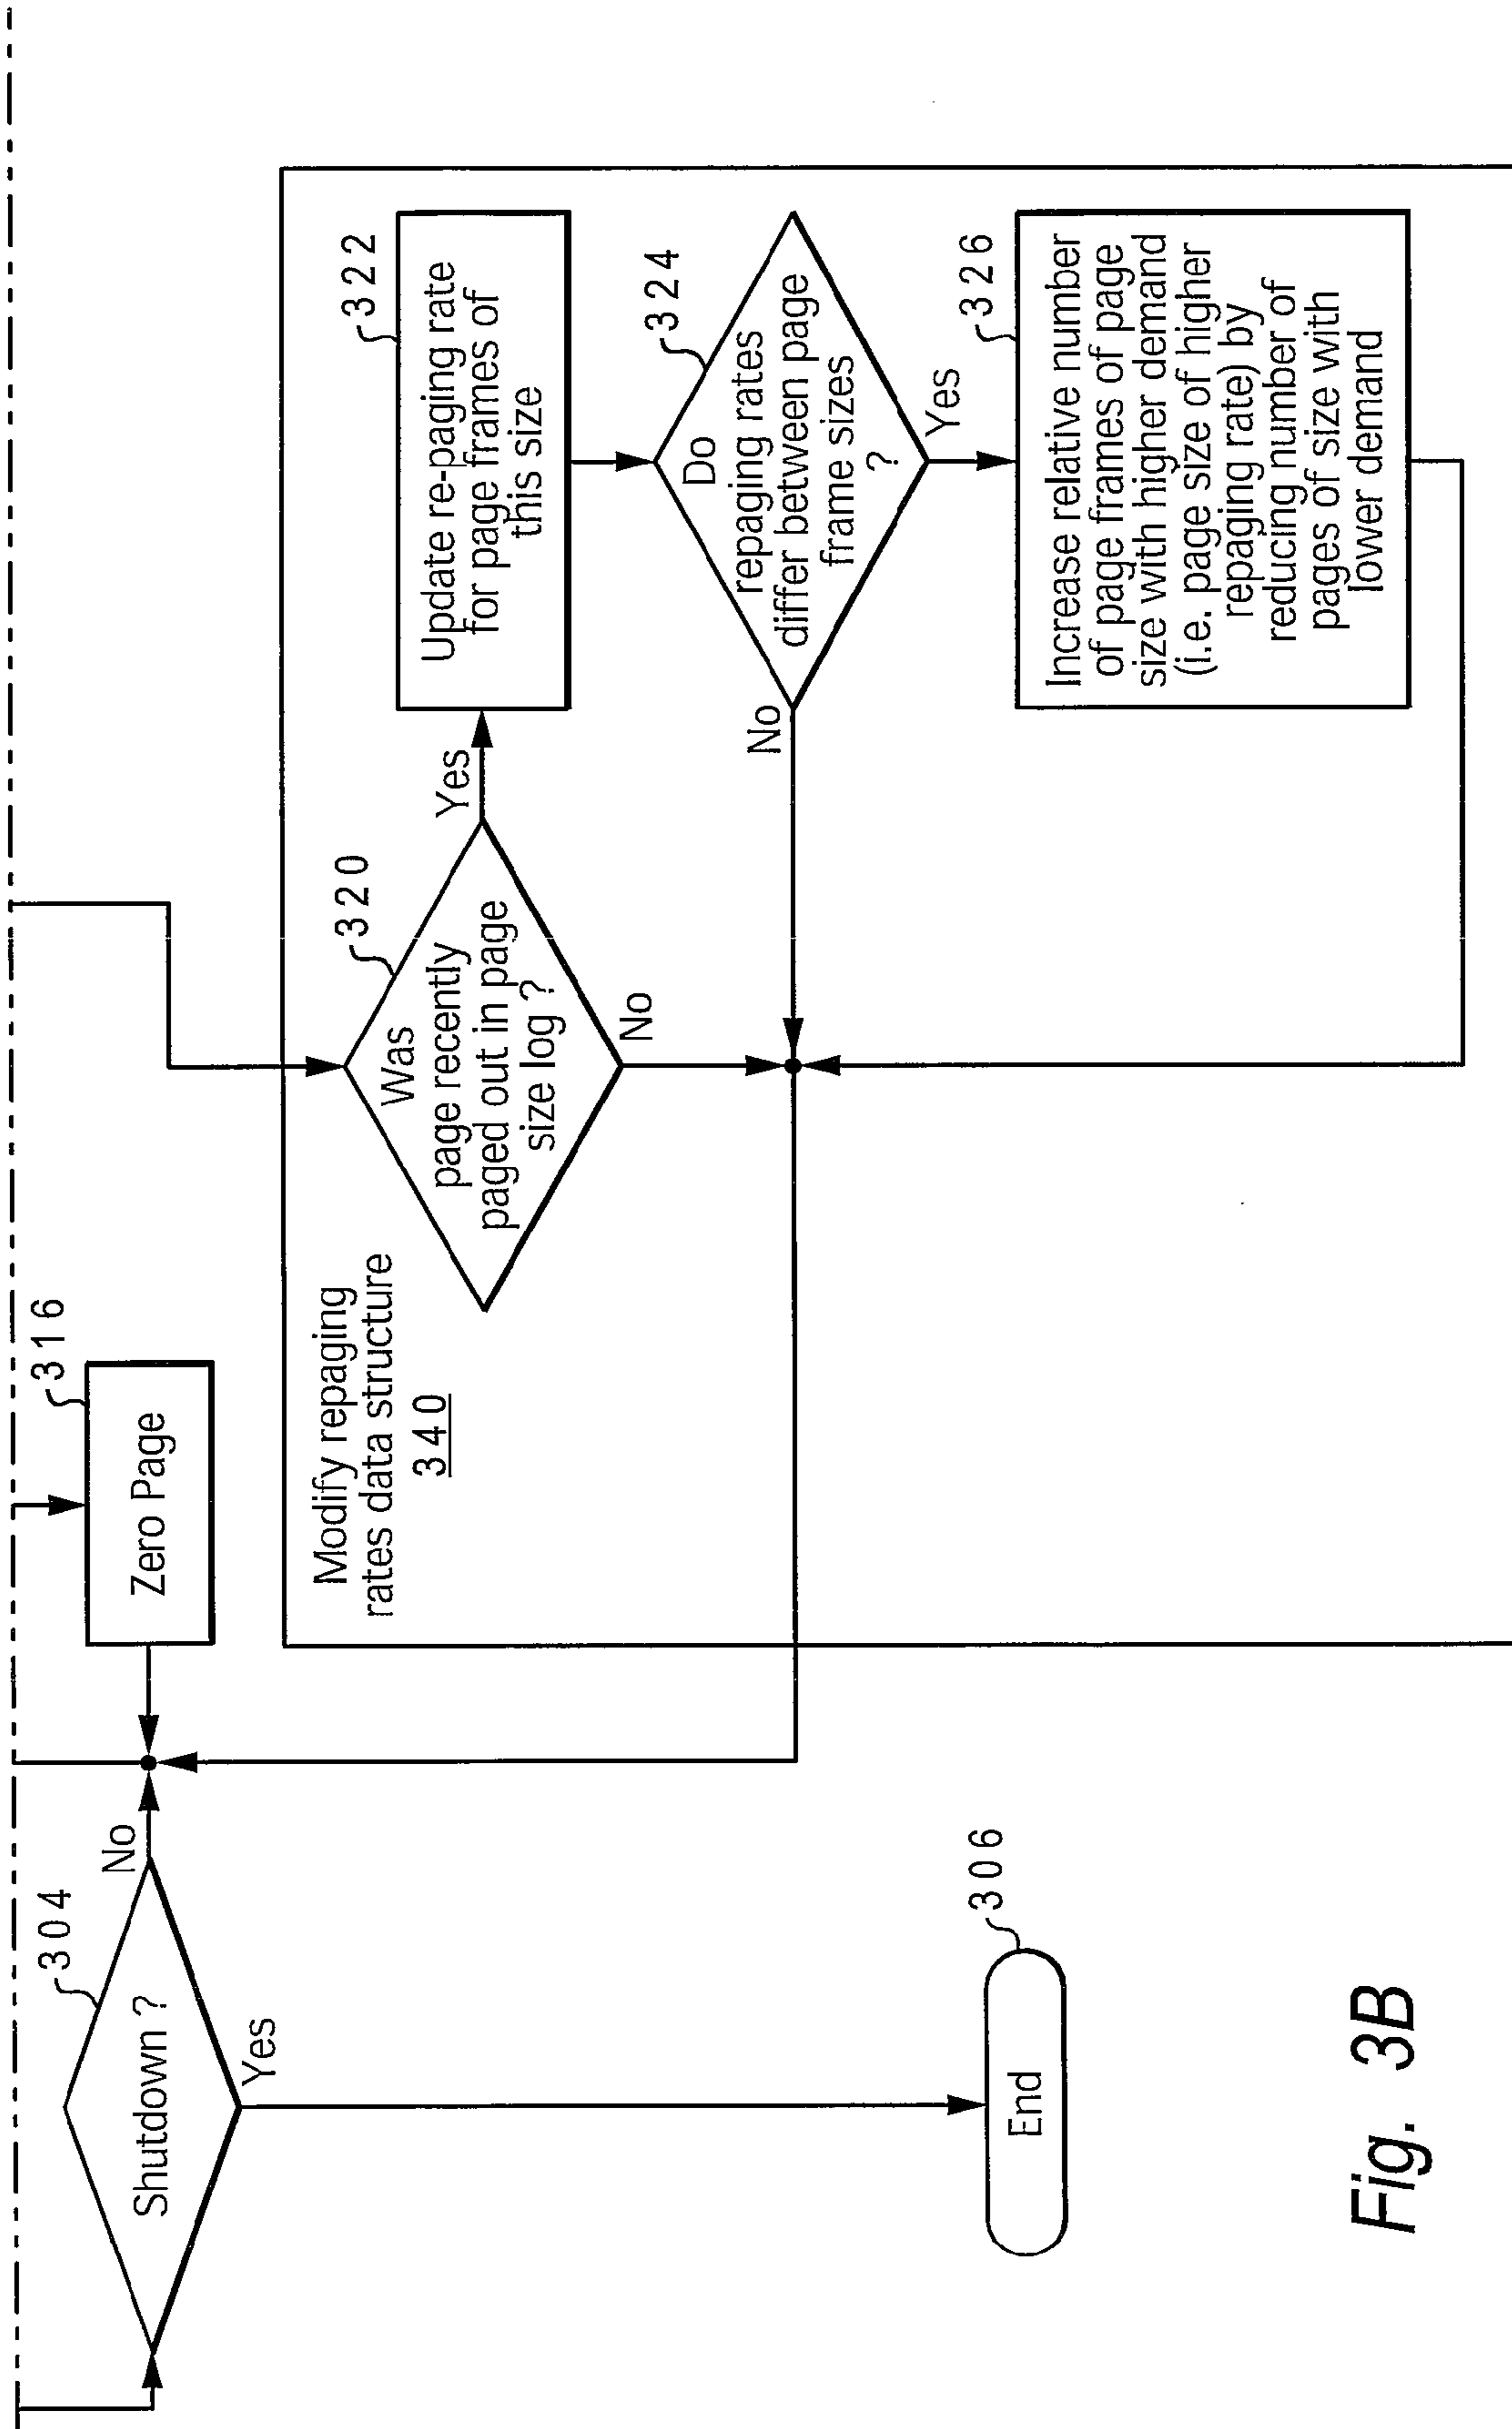 304
Shutdown ?
No
Yes
306
End
316
Zero Page
Modify repaging
rates data structure
340
320
Was
page recently
paged out in page
size log ?
Yes
No
322
Update re-paging rate
for page frames of
this size
324
Do
repaging rates
differ between page
frame sizes
?
No
Yes
326
Increase relative number
of page frames of page
size with higher demand
(i.e. page size of higher
repaging rate) by
reducing number of
pages of size with
lower demand
Fig. 3B